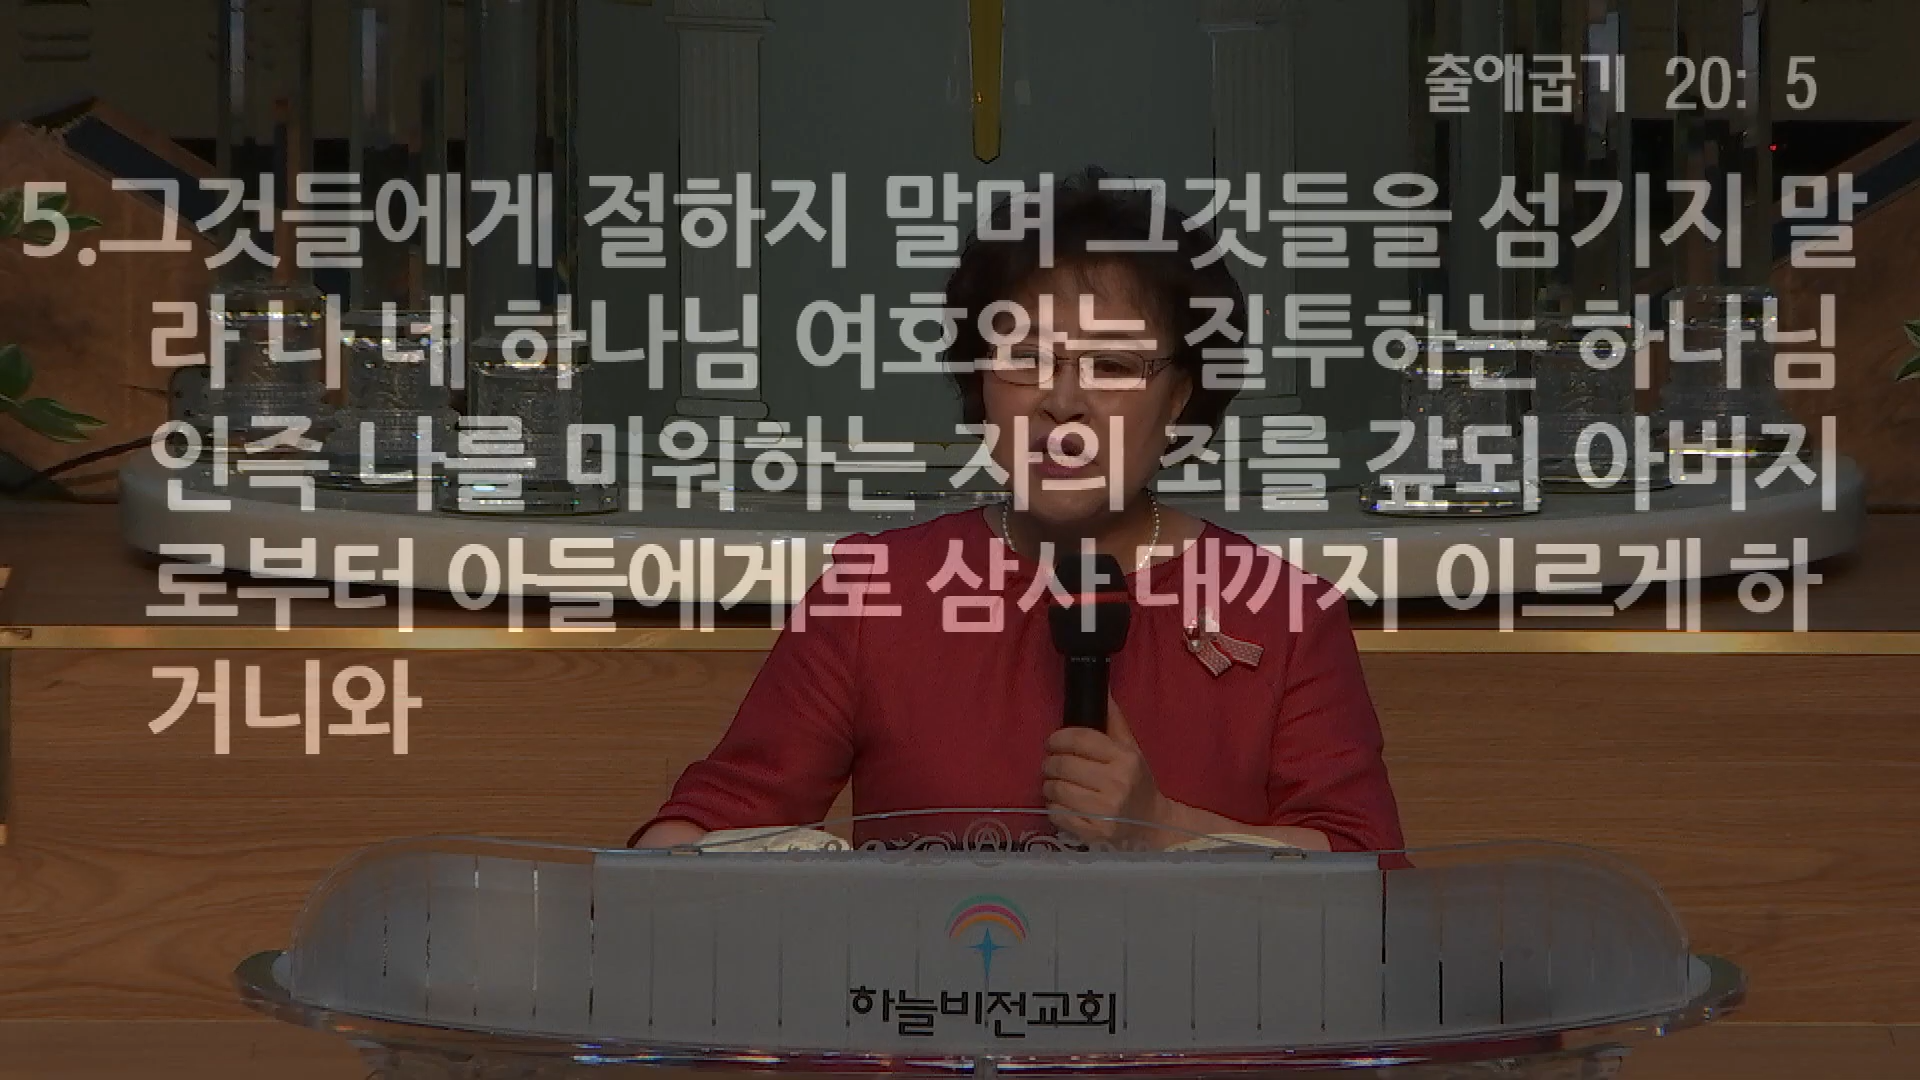 출애굽기 20: 5
5.그것들에게 절하지 말며 그것들을 섬기지 말
라 나 네 하나님 여호와는 질투하는 하나님
인즉 나를 미워하는 자의 죄를 갚되 아버지
로부터 아들에게로 삼사 대까지 이르게 하
거니와
하늘비전교회